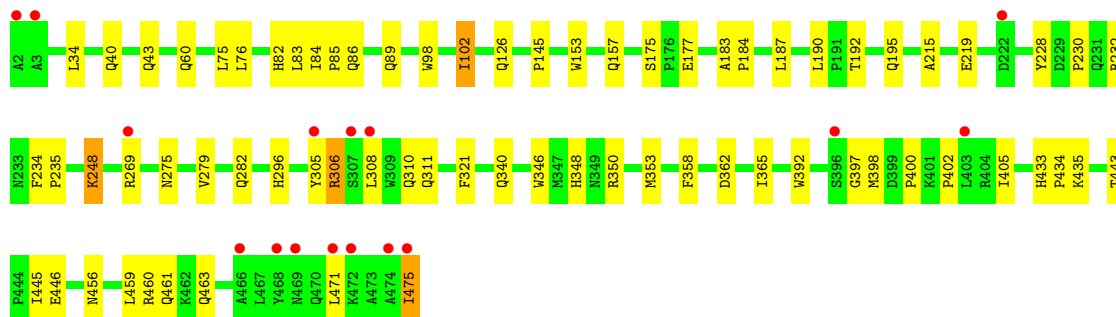 A2 A3 L34 Q40 Q43 Q60 L75 L76 H82 L83 I84 P85 Q86 Q89 W98 I102 Q126 P145 W153 Q157 S175 P176 E177 A183 P184 L187 L190 P191 T192 Q195 A215 E219 D222 Y228 D229 P230 Q231
N233 F234 P235 K248 R269 N275 V279 Q282 H296 Y305 R306 S307 L308 W309 Q310 Q311 F321 Q340 W346 M347 H348 N349 R350 M353 F358 D362 I365 W392 S396 G397 M398 D399 P400 K401 P402 L403 R404 I405 H433 P434 K435
P444 I445 E446 N456 L459 R460 Q461 K462 Q463 A466 L467 Y468 N469 Q470 L471 K472 A473 A474 I475